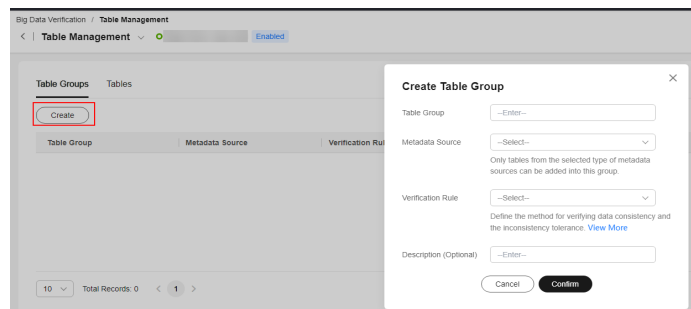 Big Data Verification / Table Management
Table Management
Enabled
Table Groups Tables
Create
Table Group Metadata Source Verification Rul
10 Total Records: 0 < 1 >
Create Table Group
Table Group --Enter--
Metadata Source --Select--
Only tables from the selected type of metadata
sources can be added into this group.
Verification Rule --Select--
Define the method for verifying data consistency and
the inconsistency tolerance. View More
Description (Optional) --Enter--
Cancel Confirm